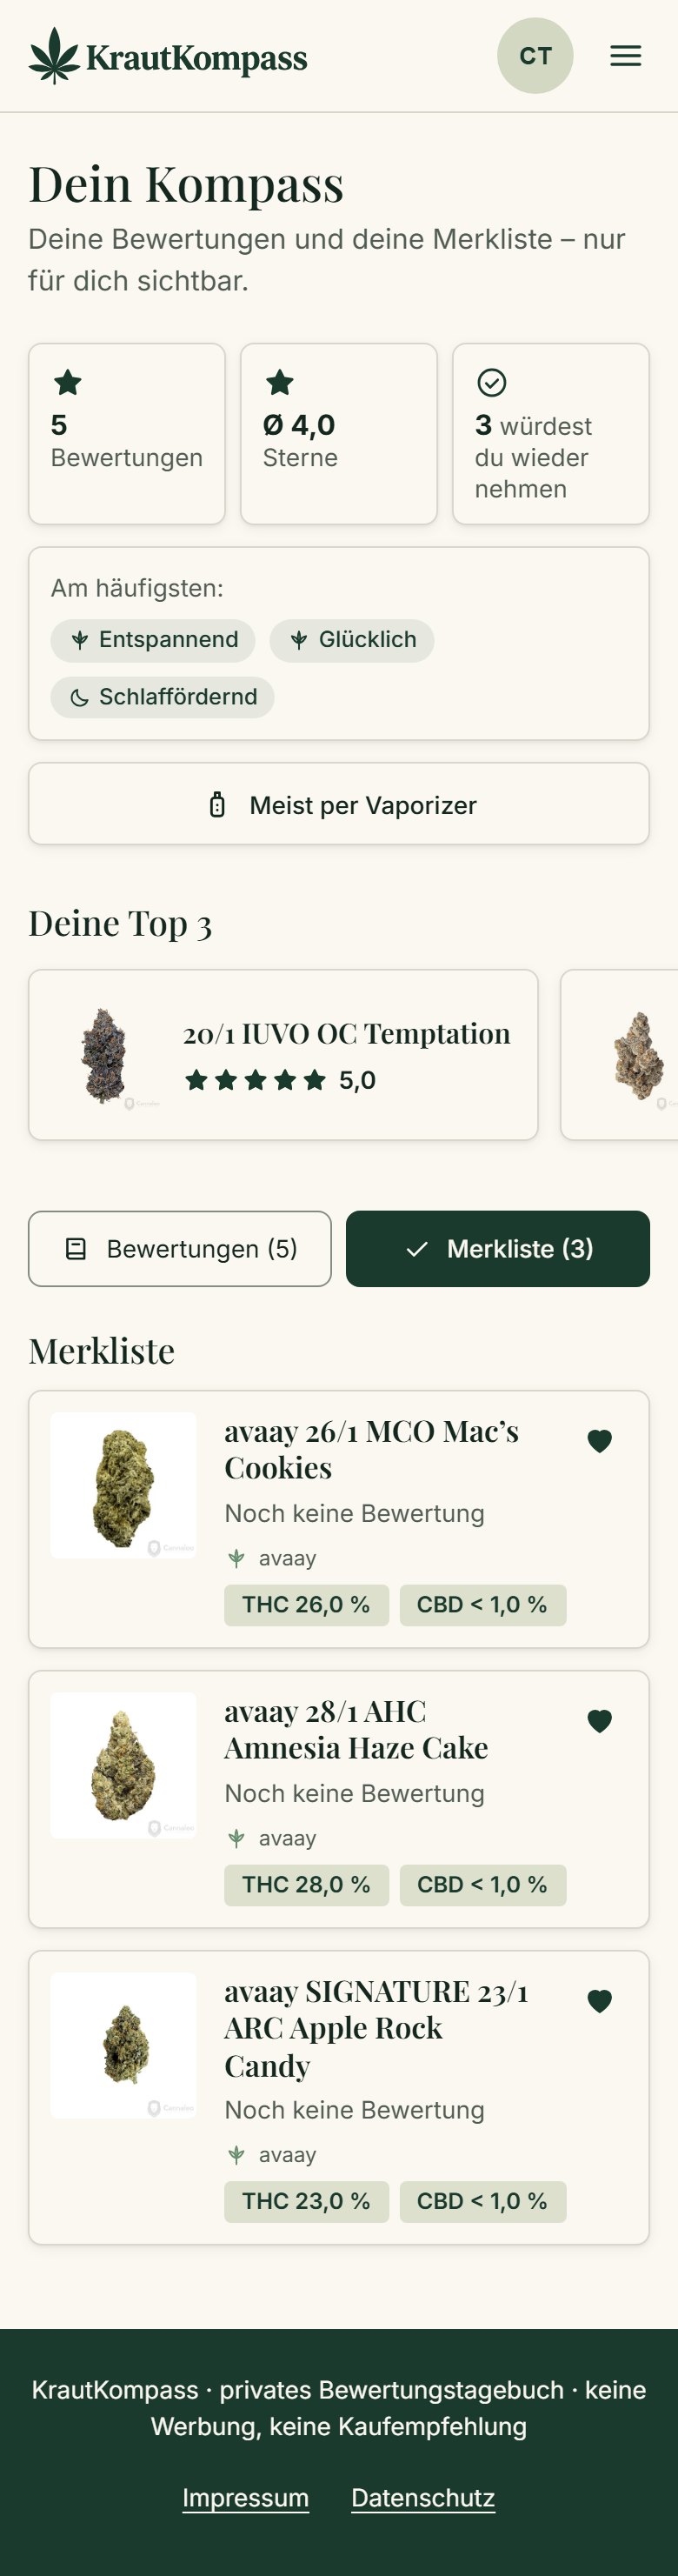 KrautKompass
CT
Dein Kompass
Deine Bewertungen und deine Merkliste – nur
für dich sichtbar.
5
Bewertungen
Ø 4,0
Sterne
3 würdest
du wieder
nehmen
Am häufigsten:
Entspannend
Glücklich
Schlaffördernd
Meist per Vaporizer
Deine Top 3
20/1 IUVO OC Temptation
5,0
Bewertungen (5)
Merkliste (3)
Merkliste
avaay 26/1 MCO Mac’s
Cookies
Noch keine Bewertung
avaay
THC 26,0 %
CBD < 1,0 %
avaay 28/1 AHC
Amnesia Haze Cake
Noch keine Bewertung
avaay
THC 28,0 %
CBD < 1,0 %
avaay SIGNATURE 23/1
ARC Apple Rock
Candy
Noch keine Bewertung
avaay
THC 23,0 %
CBD < 1,0 %
KrautKompass · privates Bewertungstagebuch · keine
Werbung, keine Kaufempfehlung
Impressum
Datenschutz